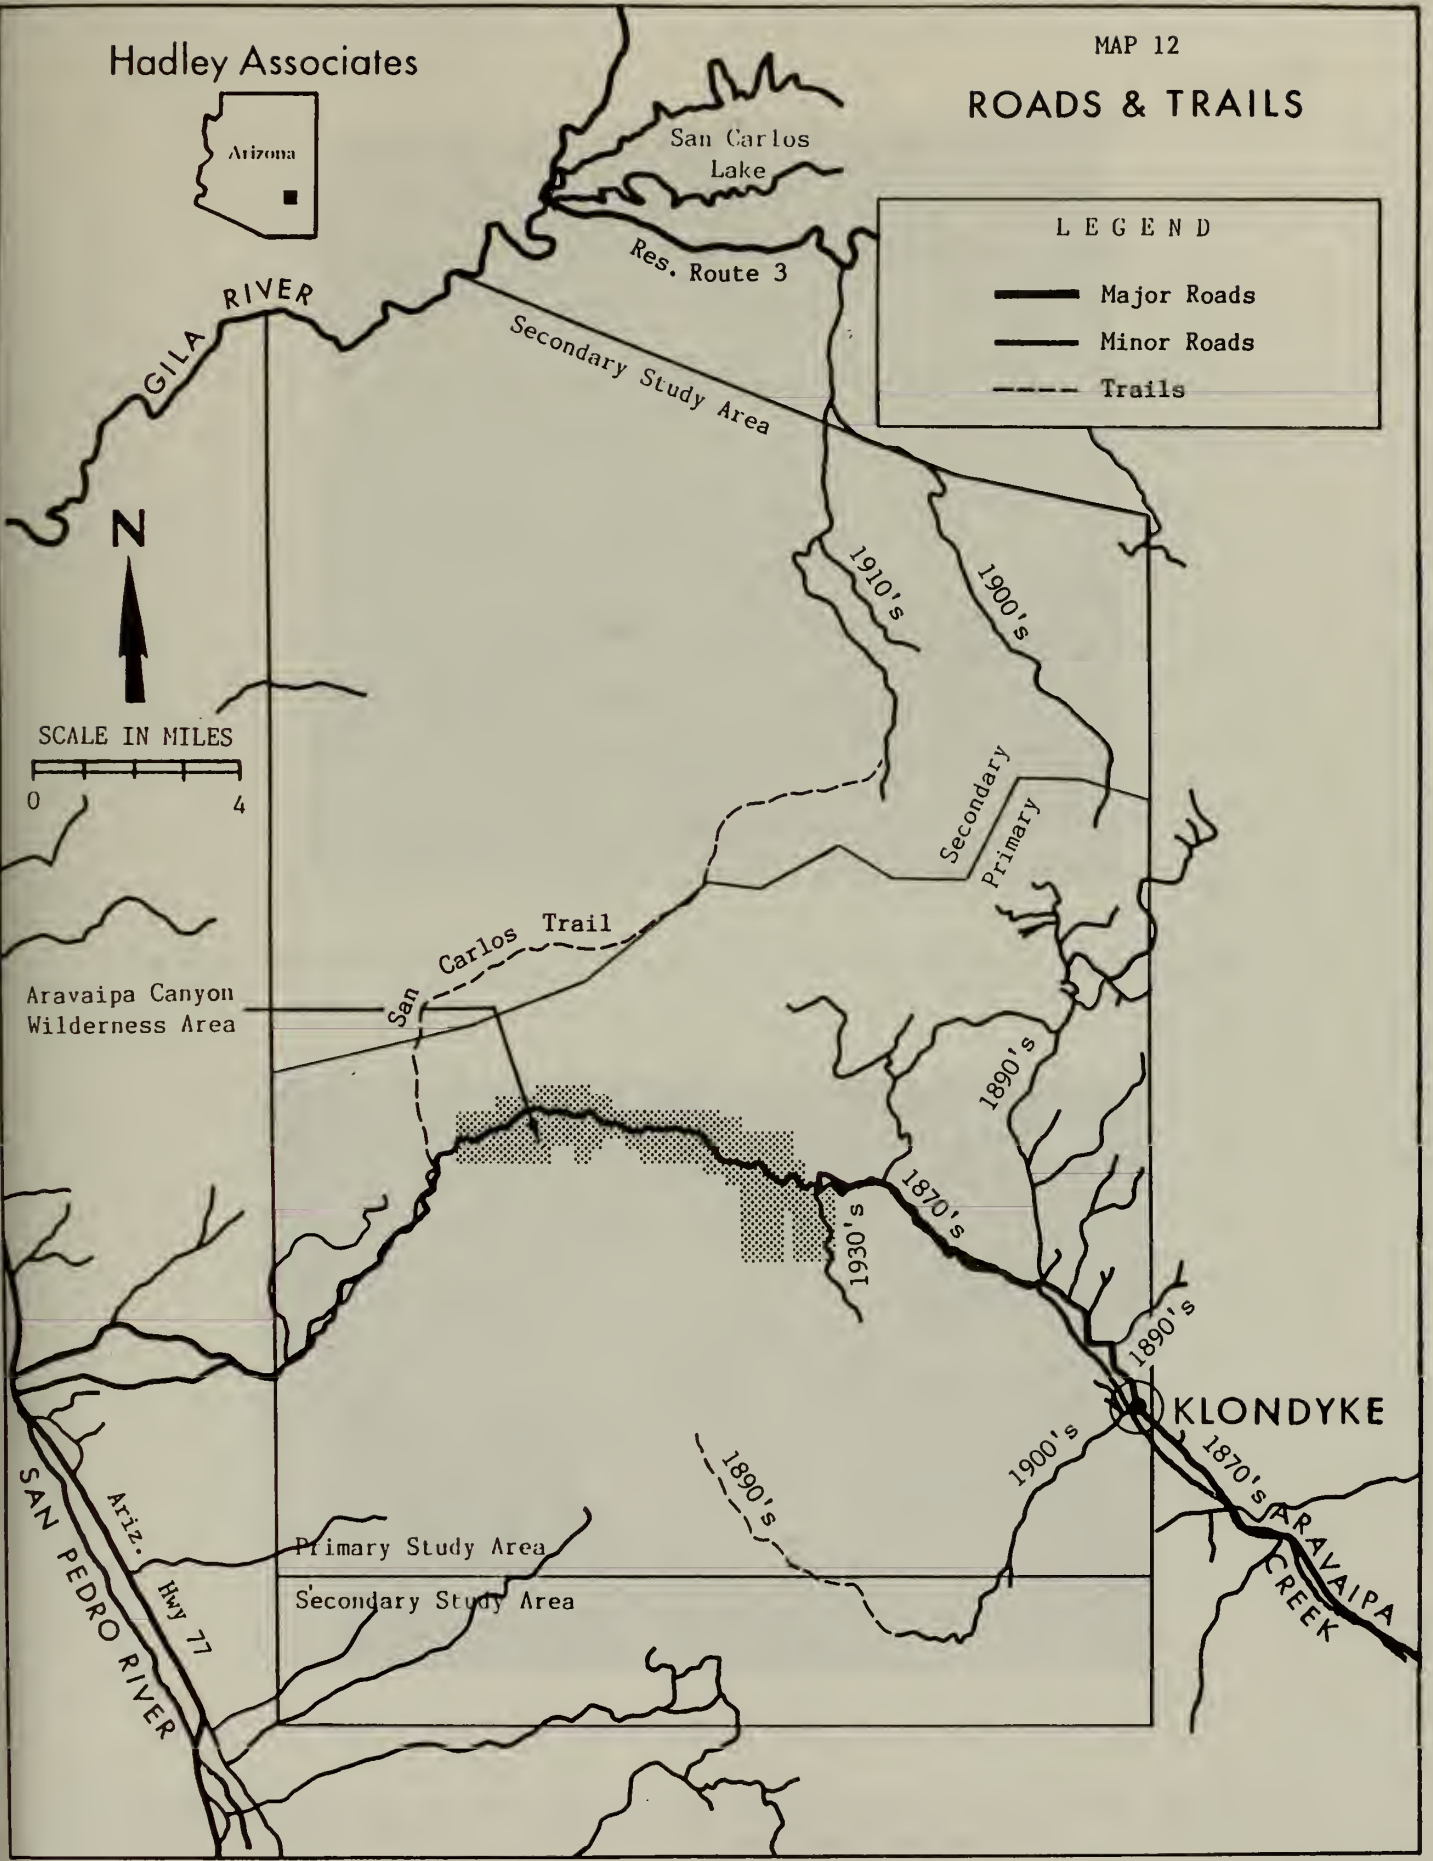 MAP 12
Hadley Associates
ROADS & TRAILS
Arizona
San Carlos
Lake
LEGEND
Res. Route 3
Major Roads
Minor Roads
Trails
GILA RIVER
Secondary Study Area
N
1910's
1900's
SCALE IN MILES
0 4
Secondary
Primary
San Carlos Trail
Aravaipa Canyon
Wilderness Area
1890's
1870's
1930's
1890's
KLONDYKE
1900's
1870's
1890's
ARAVAIPA
CREEK
SAN PEDRO RIVER
Ariz. Hwy 77
Primary Study Area
Secondary Study Area